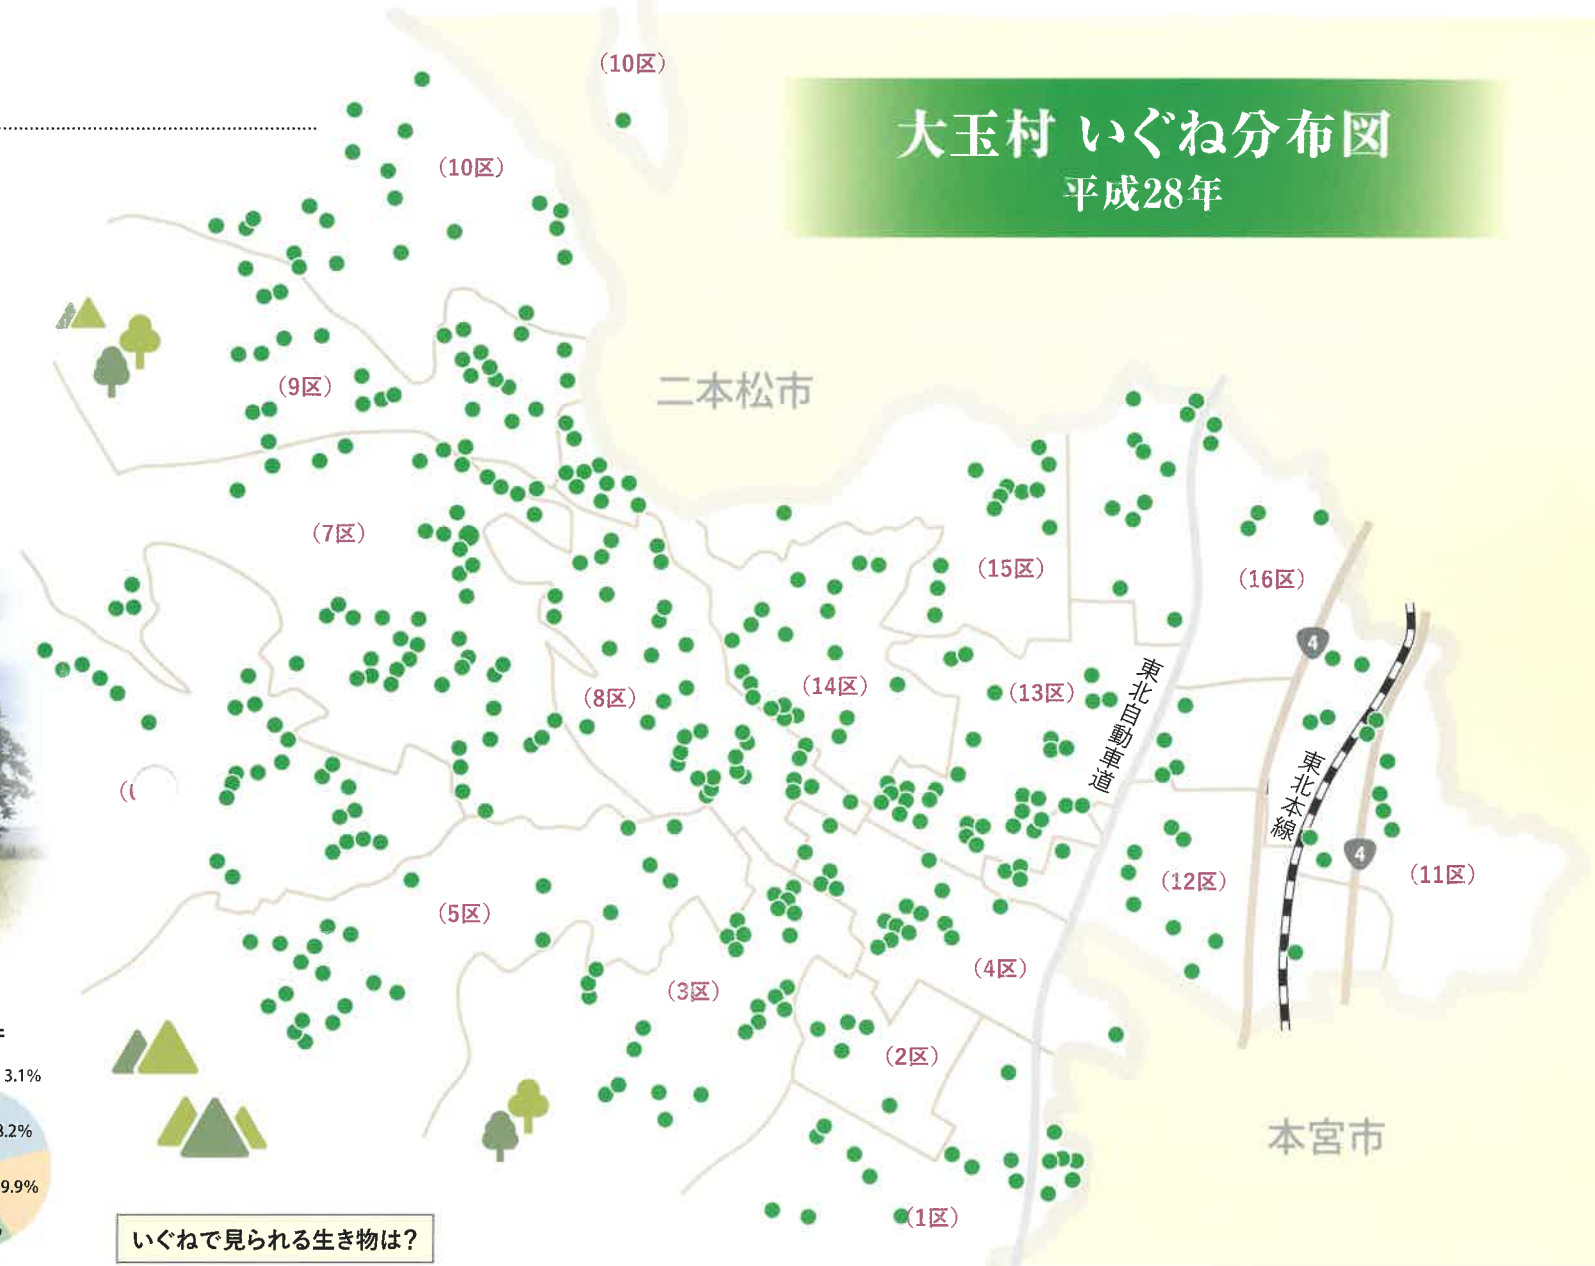 大玉村 いぐね分布図
平成28年
(10区)
(10区)
二本松市
(9区)
(7区)
(15区)
(16区)
4
(8区)
(14区)
(13区)
東北自動車道
東北本線
4
(12区)
(11区)
(5区)
(4区)
(3区)
(2区)
本宮市
(1区)
3.1%
9.9%
いぐねで見られる生き物は?